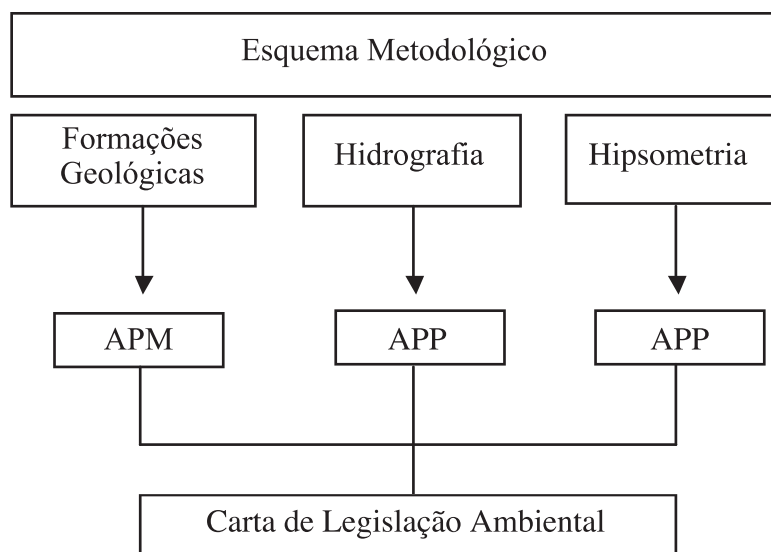 Esquema Metodológico
Formações
Geológicas
Hidrografia
Hipsometria
APM
APP
APP
Carta de Legislação Ambiental